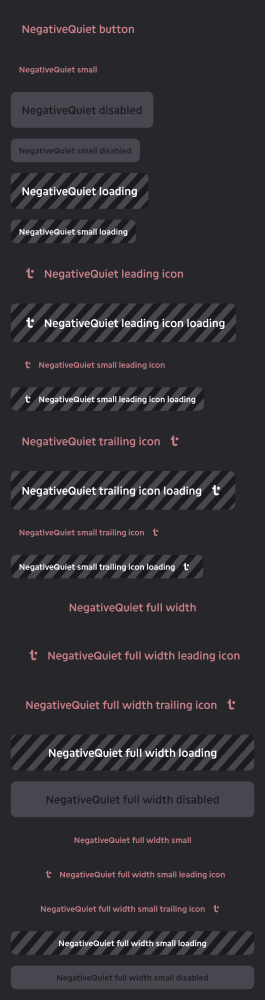 NegativeQuiet button
NegativeQuiet small
NegativeQuiet disabled
NegativeQuiet small disabled
NegativeQuiet loading
NegativeQuiet small loading
NegativeQuiet leading icon
NegativeQuiet leading icon loading
NegativeQuiet small leading icon
NegativeQuiet small leading icon loading
NegativeQuiet trailing icon
NegativeQuiet trailing icon loading
NegativeQuiet small trailing icon
NegativeQuiet small trailing icon loading
NegativeQuiet full width
NegativeQuiet full width leading icon
NegativeQuiet full width trailing icon
NegativeQuiet full width loading
NegativeQuiet full width disabled
NegativeQuiet full width small
NegativeQuiet full width small leading icon
NegativeQuiet full width small trailing icon
NegativeQuiet full width small loading
NegativeQuiet full width small disabled